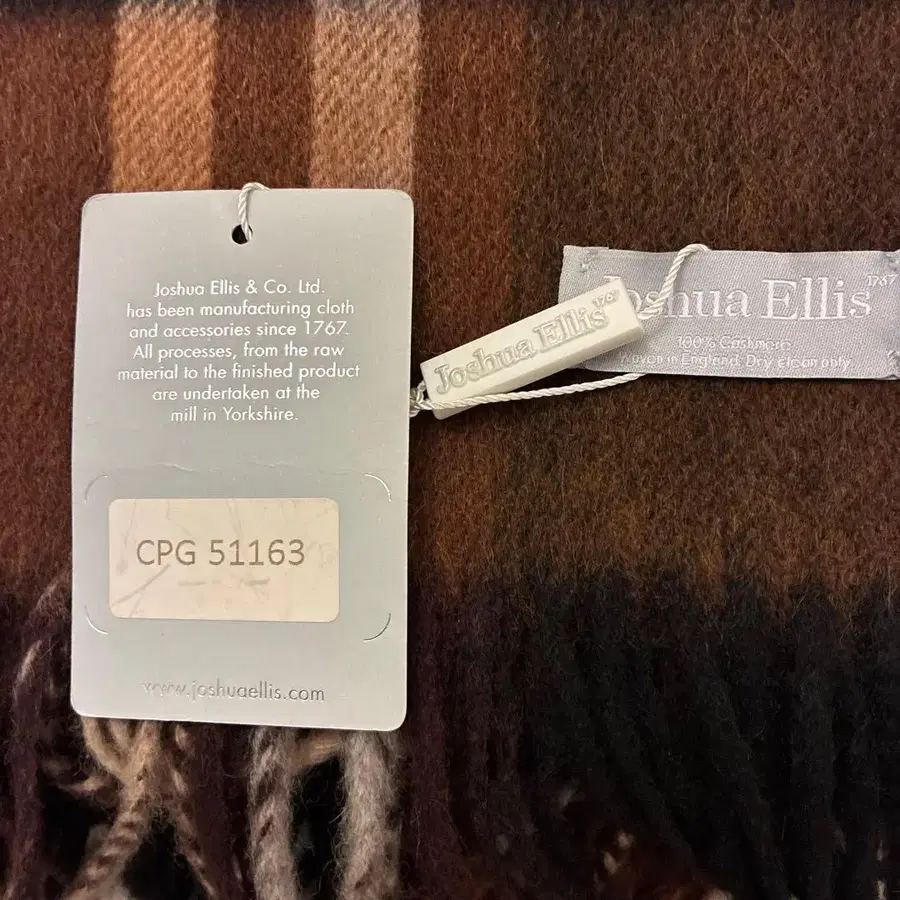 Joshua Ellis & Co. Ltd.
has been manufacturing cloth
and accessories since 1767.
All processes, from the raw
material to the finished product
are undertaken at the
mill in Yorkshire.
CPG 51163
www.joshuaellis.com
Joshua Ellis 1767
Joshua Ellis 1767
100% Cashmere
Woven in England. Dry clean only